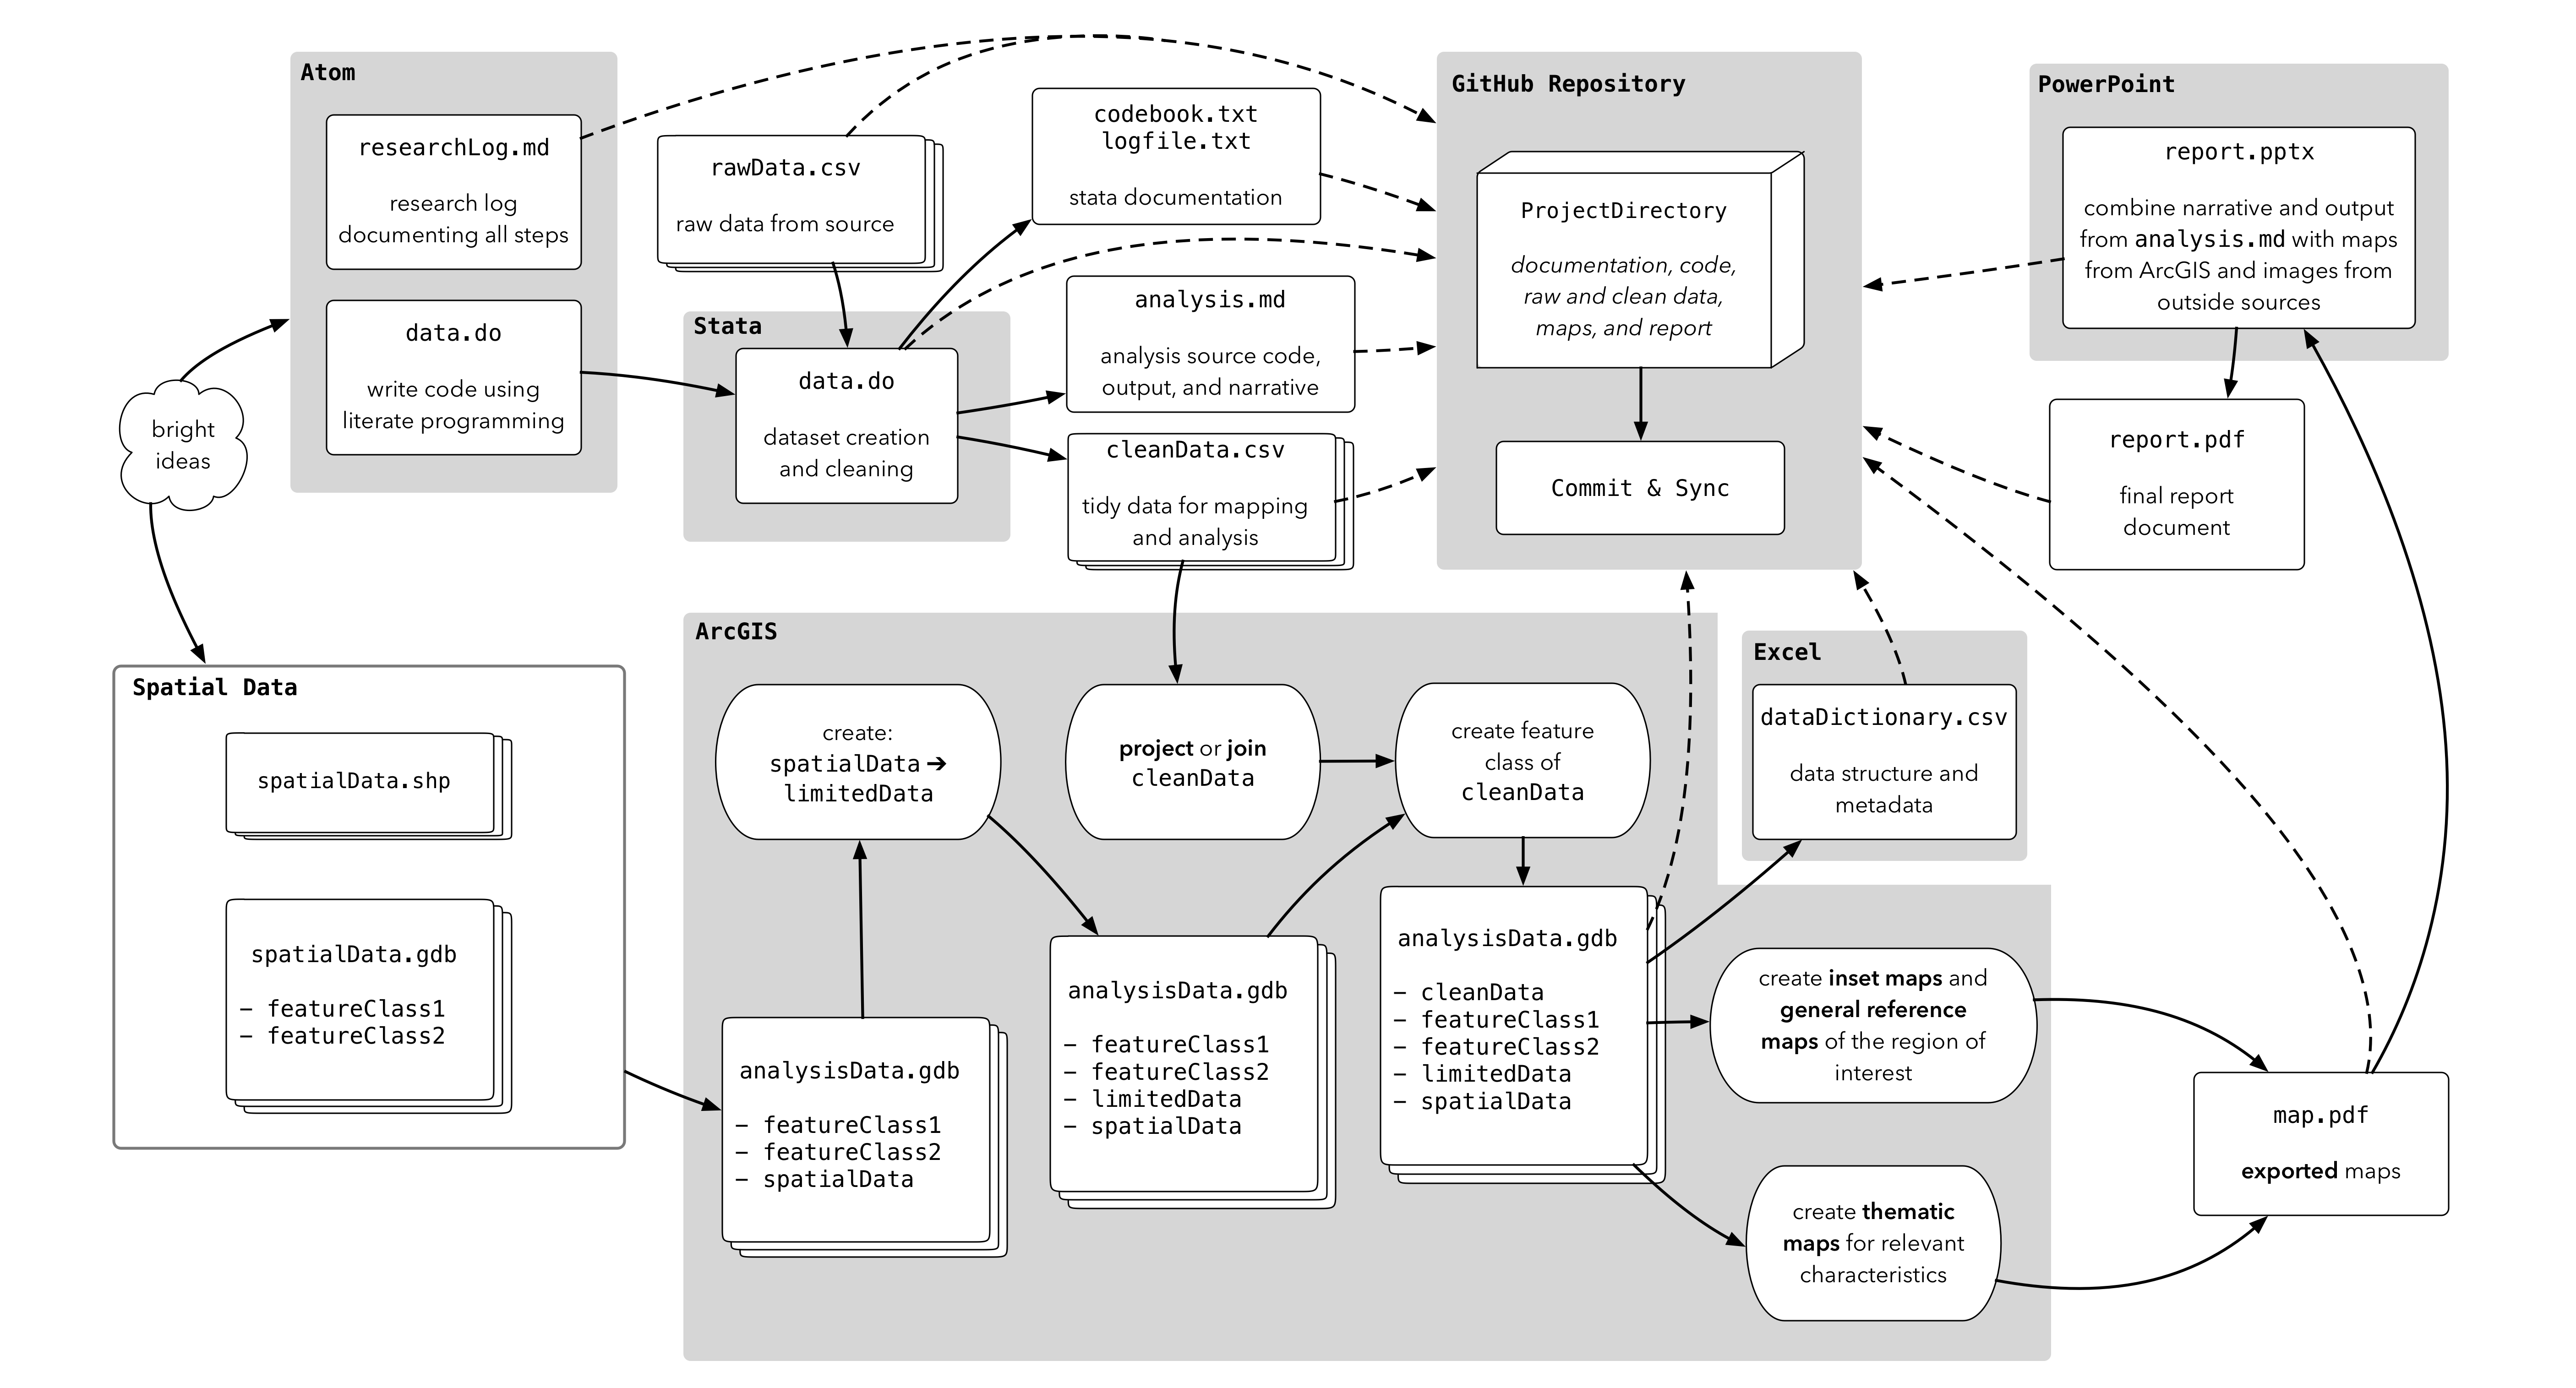 Atom
researchLog.md
research log
documenting all steps
data.do
write code using
literate programming
bright
ideas
rawData.csv
raw data from source
Stata
data.do
dataset creation
and cleaning
codebook.txt
logfile.txt
stata documentation
analysis.md
analysis source code,
output, and narrative
cleanData.csv
tidy data for mapping
and analysis
GitHub Repository
ProjectDirectory
documentation, code,
raw and clean data,
maps, and report
Commit & Sync
PowerPoint
report.pptx
combine narrative and output
from analysis.md with maps
from ArcGIS and images from
outside sources
report.pdf
final report
document
Spatial Data
spatialData.shp
spatialData.gdb
– featureClass1
– featureClass2
ArcGIS
create:
spatialData ➔
limitedData
project or join
cleanData
create feature
class of
cleanData
analysisData.gdb
– featureClass1
– featureClass2
– spatialData
analysisData.gdb
– featureClass1
– featureClass2
– limitedData
– spatialData
analysisData.gdb
– cleanData
– featureClass1
– featureClass2
– limitedData
– spatialData
Excel
dataDictionary.csv
data structure and
metadata
create inset maps and
general reference
maps of the region of
interest
create thematic
maps for relevant
characteristics
map.pdf
exported maps